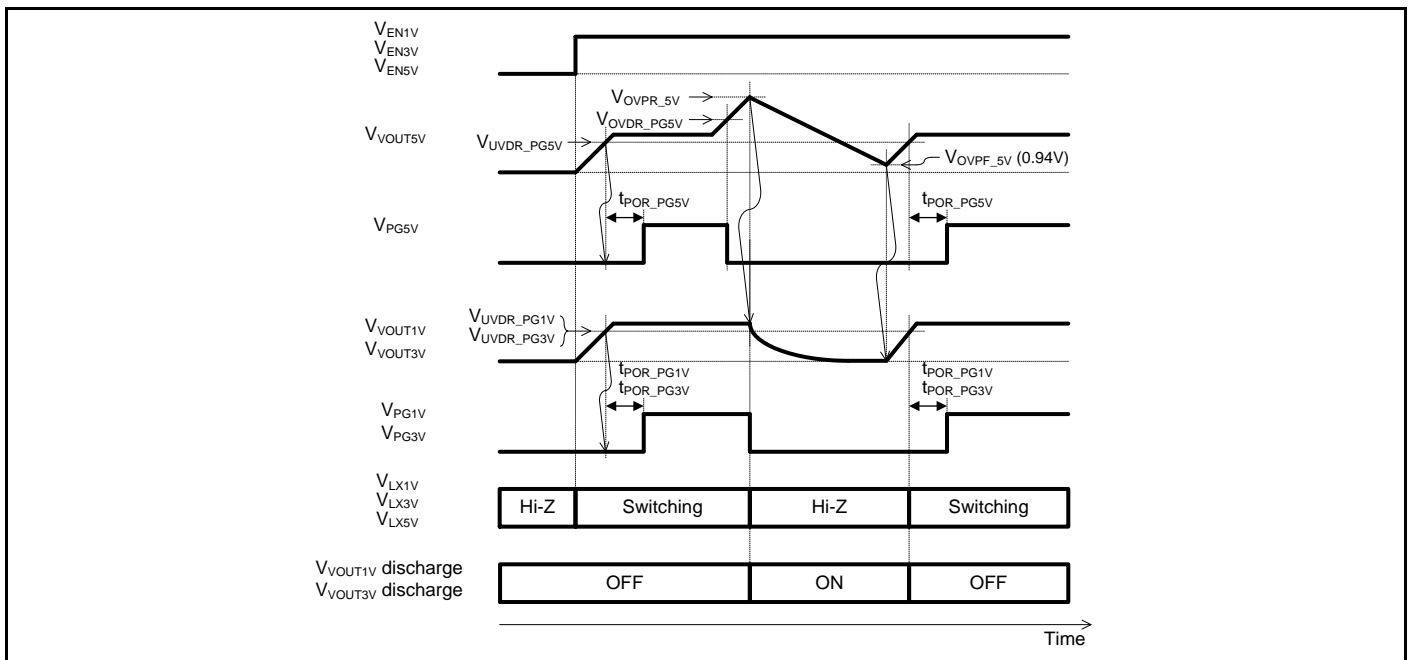 VEN1V
VEN3V
VEN5V
VOVPR_5V
VOVDR_PG5V
VVOUT5V
VUVDR_PG5V
VOVPF_5V (0.94V)
tPOR_PG5V
tPOR_PG5V
VPG5V
VUVDR_PG1V
VUVDR_PG3V
VVOUT1V
VVOUT3V
tPOR_PG1V
tPOR_PG3V
tPOR_PG1V
tPOR_PG3V
VPG1V
VPG3V
VLX1V
VLX3V
VLX5V
Hi-Z Switching Hi-Z Switching
VVOUT1V discharge
VVOUT3V discharge
OFF ON OFF
Time